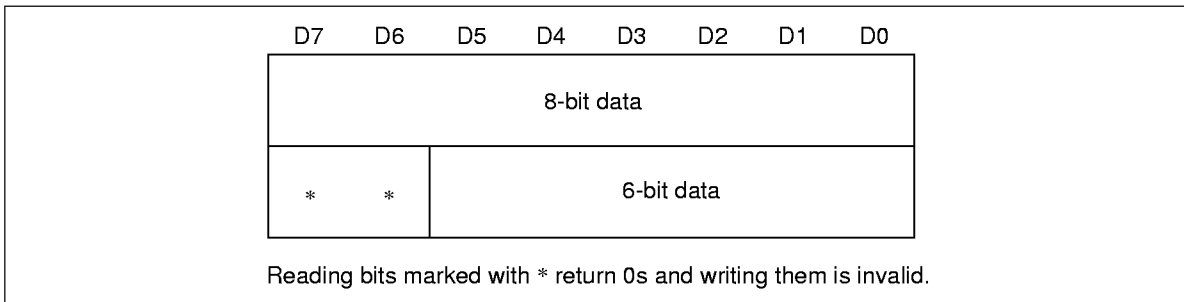 D7 D6 D5 D4 D3 D2 D1 D0
8-bit data
* * 6-bit data
Reading bits marked with * return 0s and writing them is invalid.